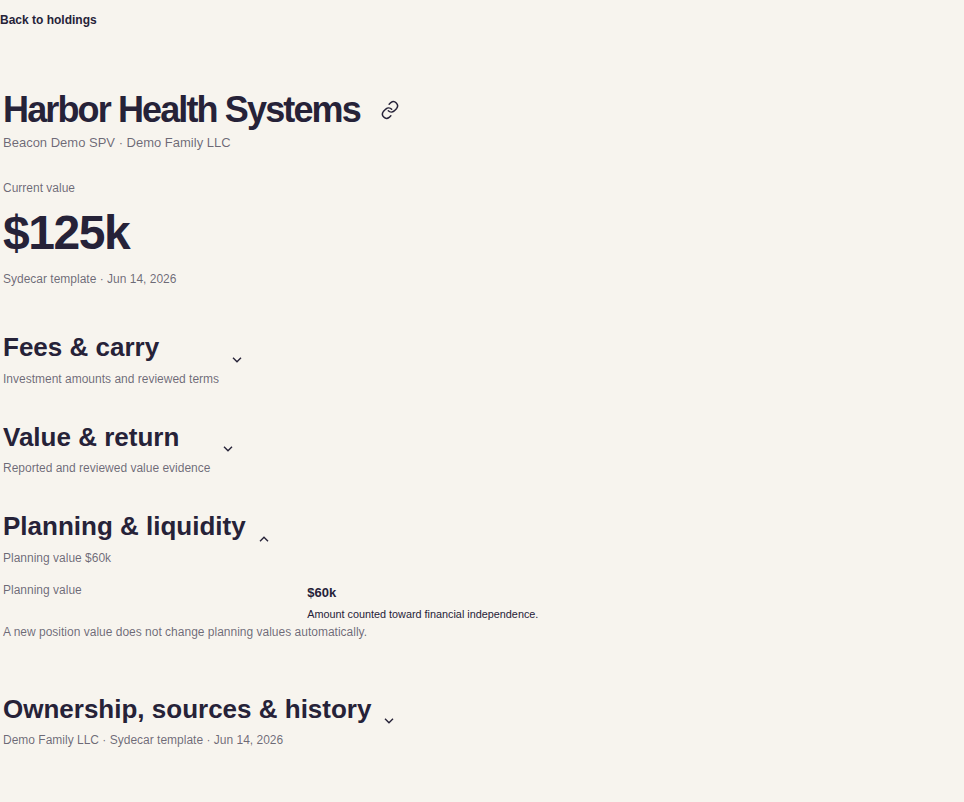 Back to holdings
Harbor Health Systems
Beacon Demo SPV · Demo Family LLC
Current value
$125k
Sydecar template · Jun 14, 2026
Fees & carry
Investment amounts and reviewed terms
Value & return
Reported and reviewed value evidence
Planning & liquidity
Planning value $60k
Planning value
$60k
Amount counted toward financial independence.
A new position value does not change planning values automatically.
Ownership, sources & history
Demo Family LLC · Sydecar template · Jun 14, 2026